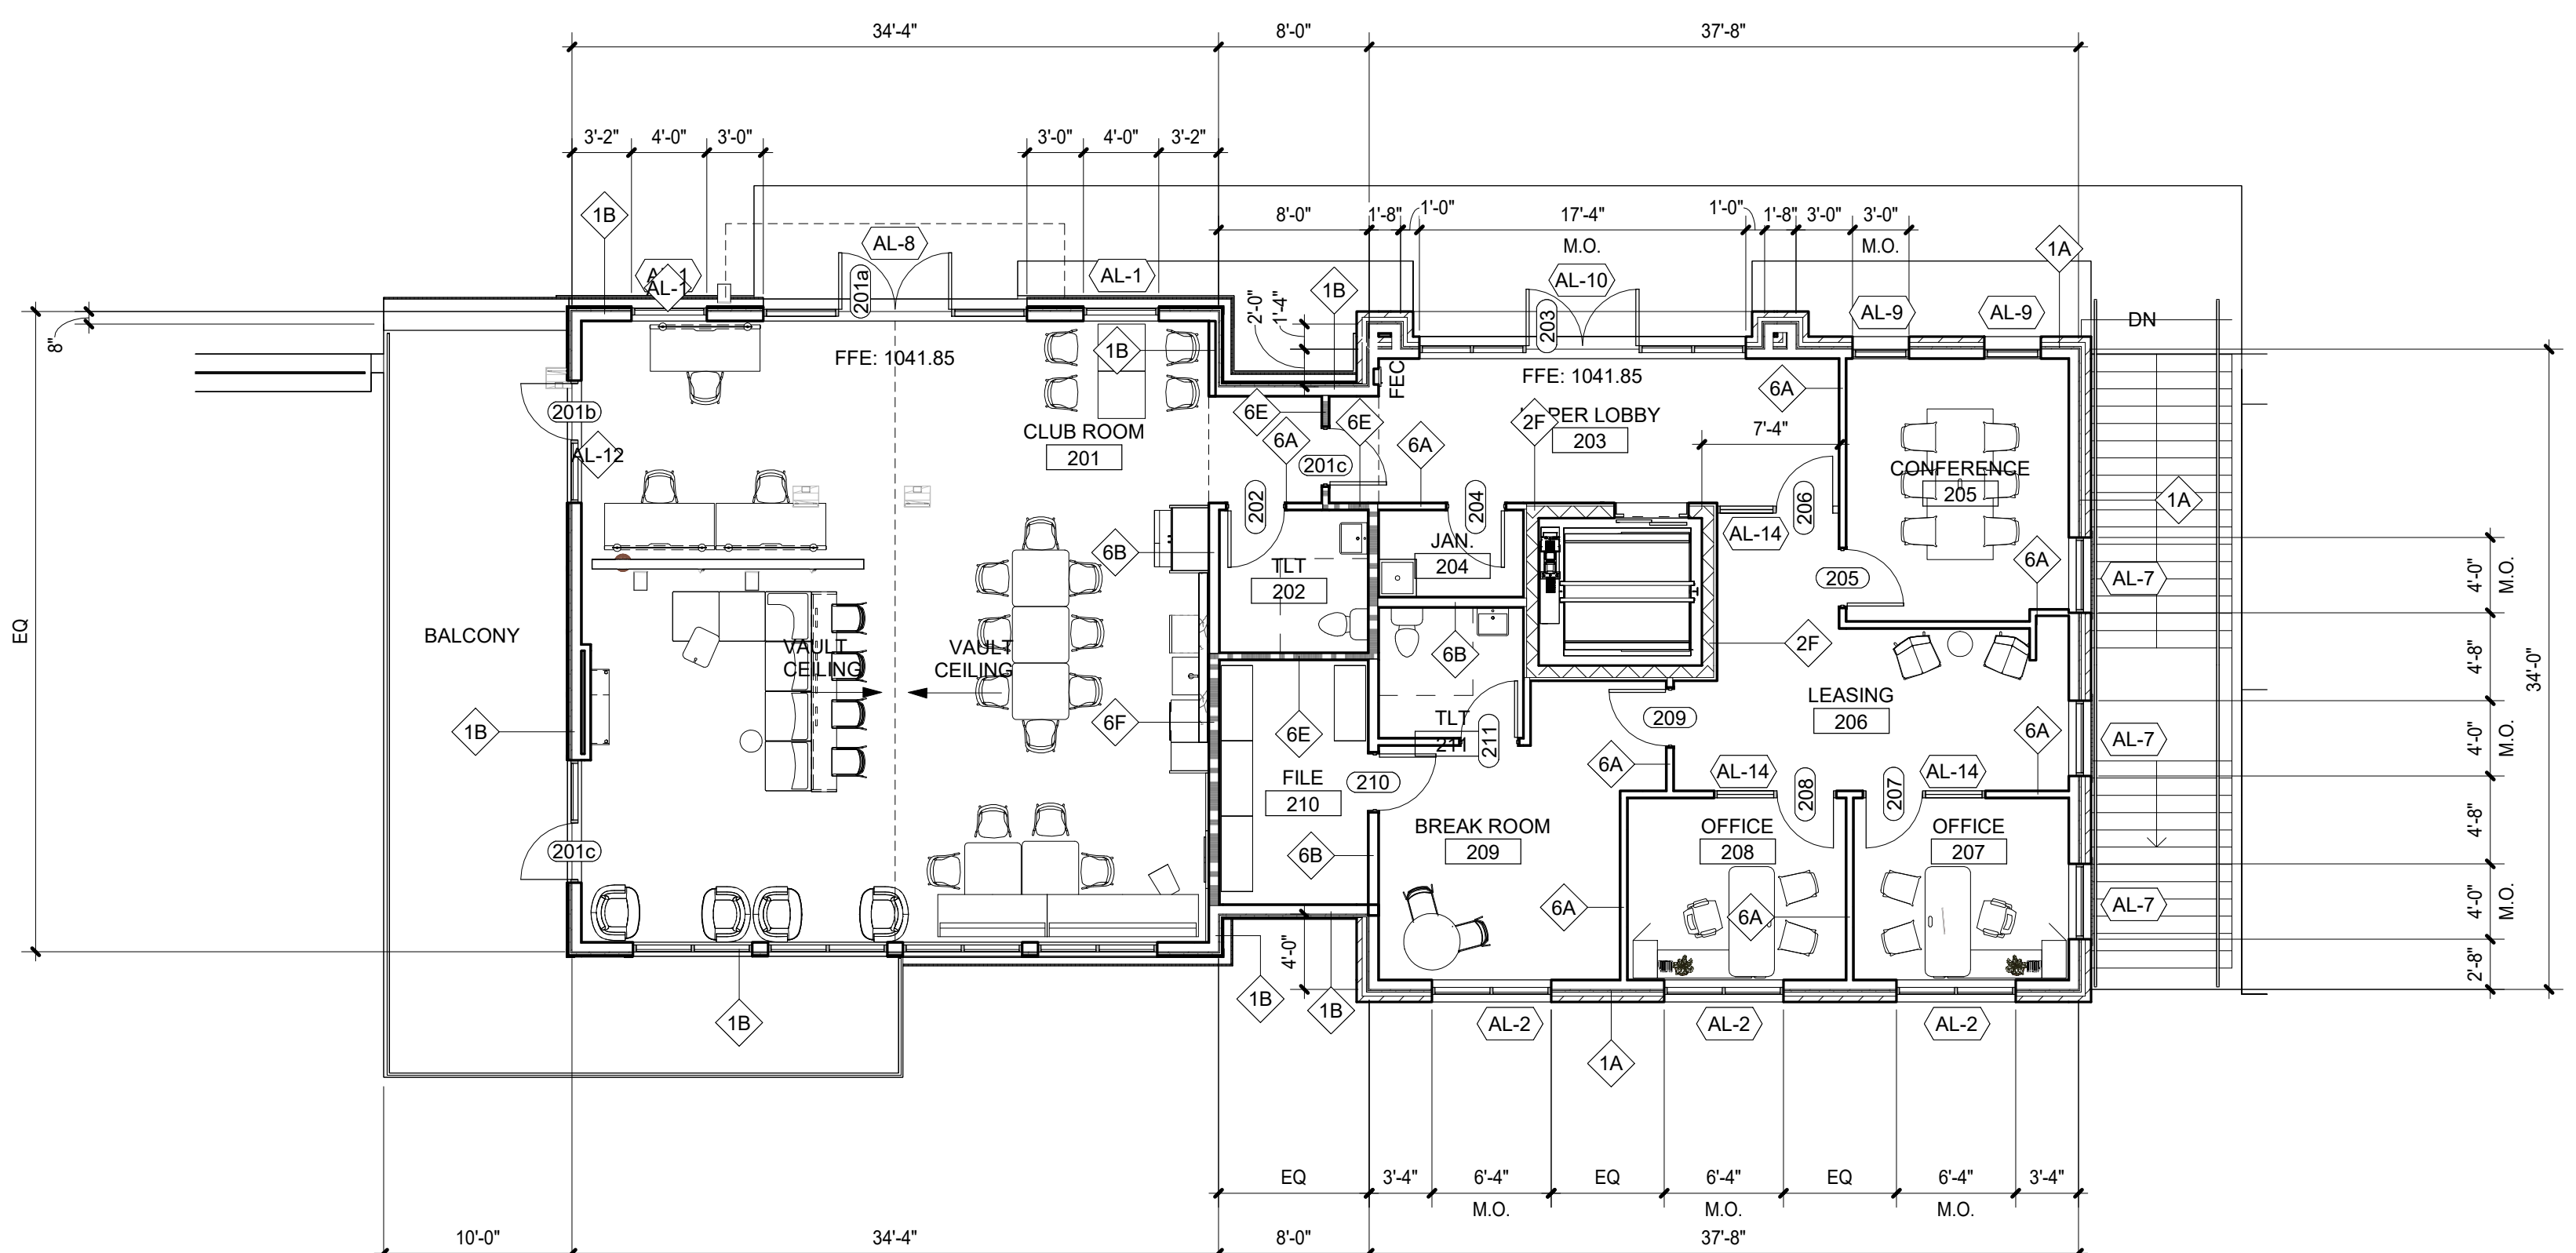 34'-4"
8'-0"
37'-8"
3'-2"
4'-0"
3'-0"
3'-0"
4'-0"
3'-2"
8'-0"
1'-8"
1'-0"
17'-4"
M.O.
1'-0"
1'-8"
3'-0"
3'-0"
M.O.
1B
AL-8
AL-1
AL-1
201a
AL-1
1B
2'-0"
1'-4"
AL-10
203
1A
AL-9
AL-9
DN
8"
EQ
FFE: 1041.85
1B
FEC
FFE: 1041.85
6A
201b
AL-12
CLUB ROOM
201
6E
6A
6E
201c
6A
2F
203
7'-4"
CONFERENCE
205
1A
202
204
206
AL-14
6B
TLT
202
JAN.
204
205
6A
AL-7
4'-0"
M.O.
BALCONY
VAULT
CEILING
VAULT
CEILING
6B
2F
4'-8"
34'-0"
LEASING
206
1B
6F
6E
TLT
211
211
209
6A
AL-7
4'-0"
M.O.
6A
AL-14
AL-14
FILE
210
210
208
207
4'-8"
201c
6B
BREAK ROOM
209
OFFICE
208
OFFICE
207
6A
6A
AL-7
4'-0"
M.O.
4'-0"
2'-8"
1B
1B
1B
AL-2
AL-2
AL-2
1A
EQ
3'-4"
6'-4"
M.O.
EQ
6'-4"
M.O.
EQ
6'-4"
M.O.
3'-4"
10'-0"
34'-4"
8'-0"
37'-8"